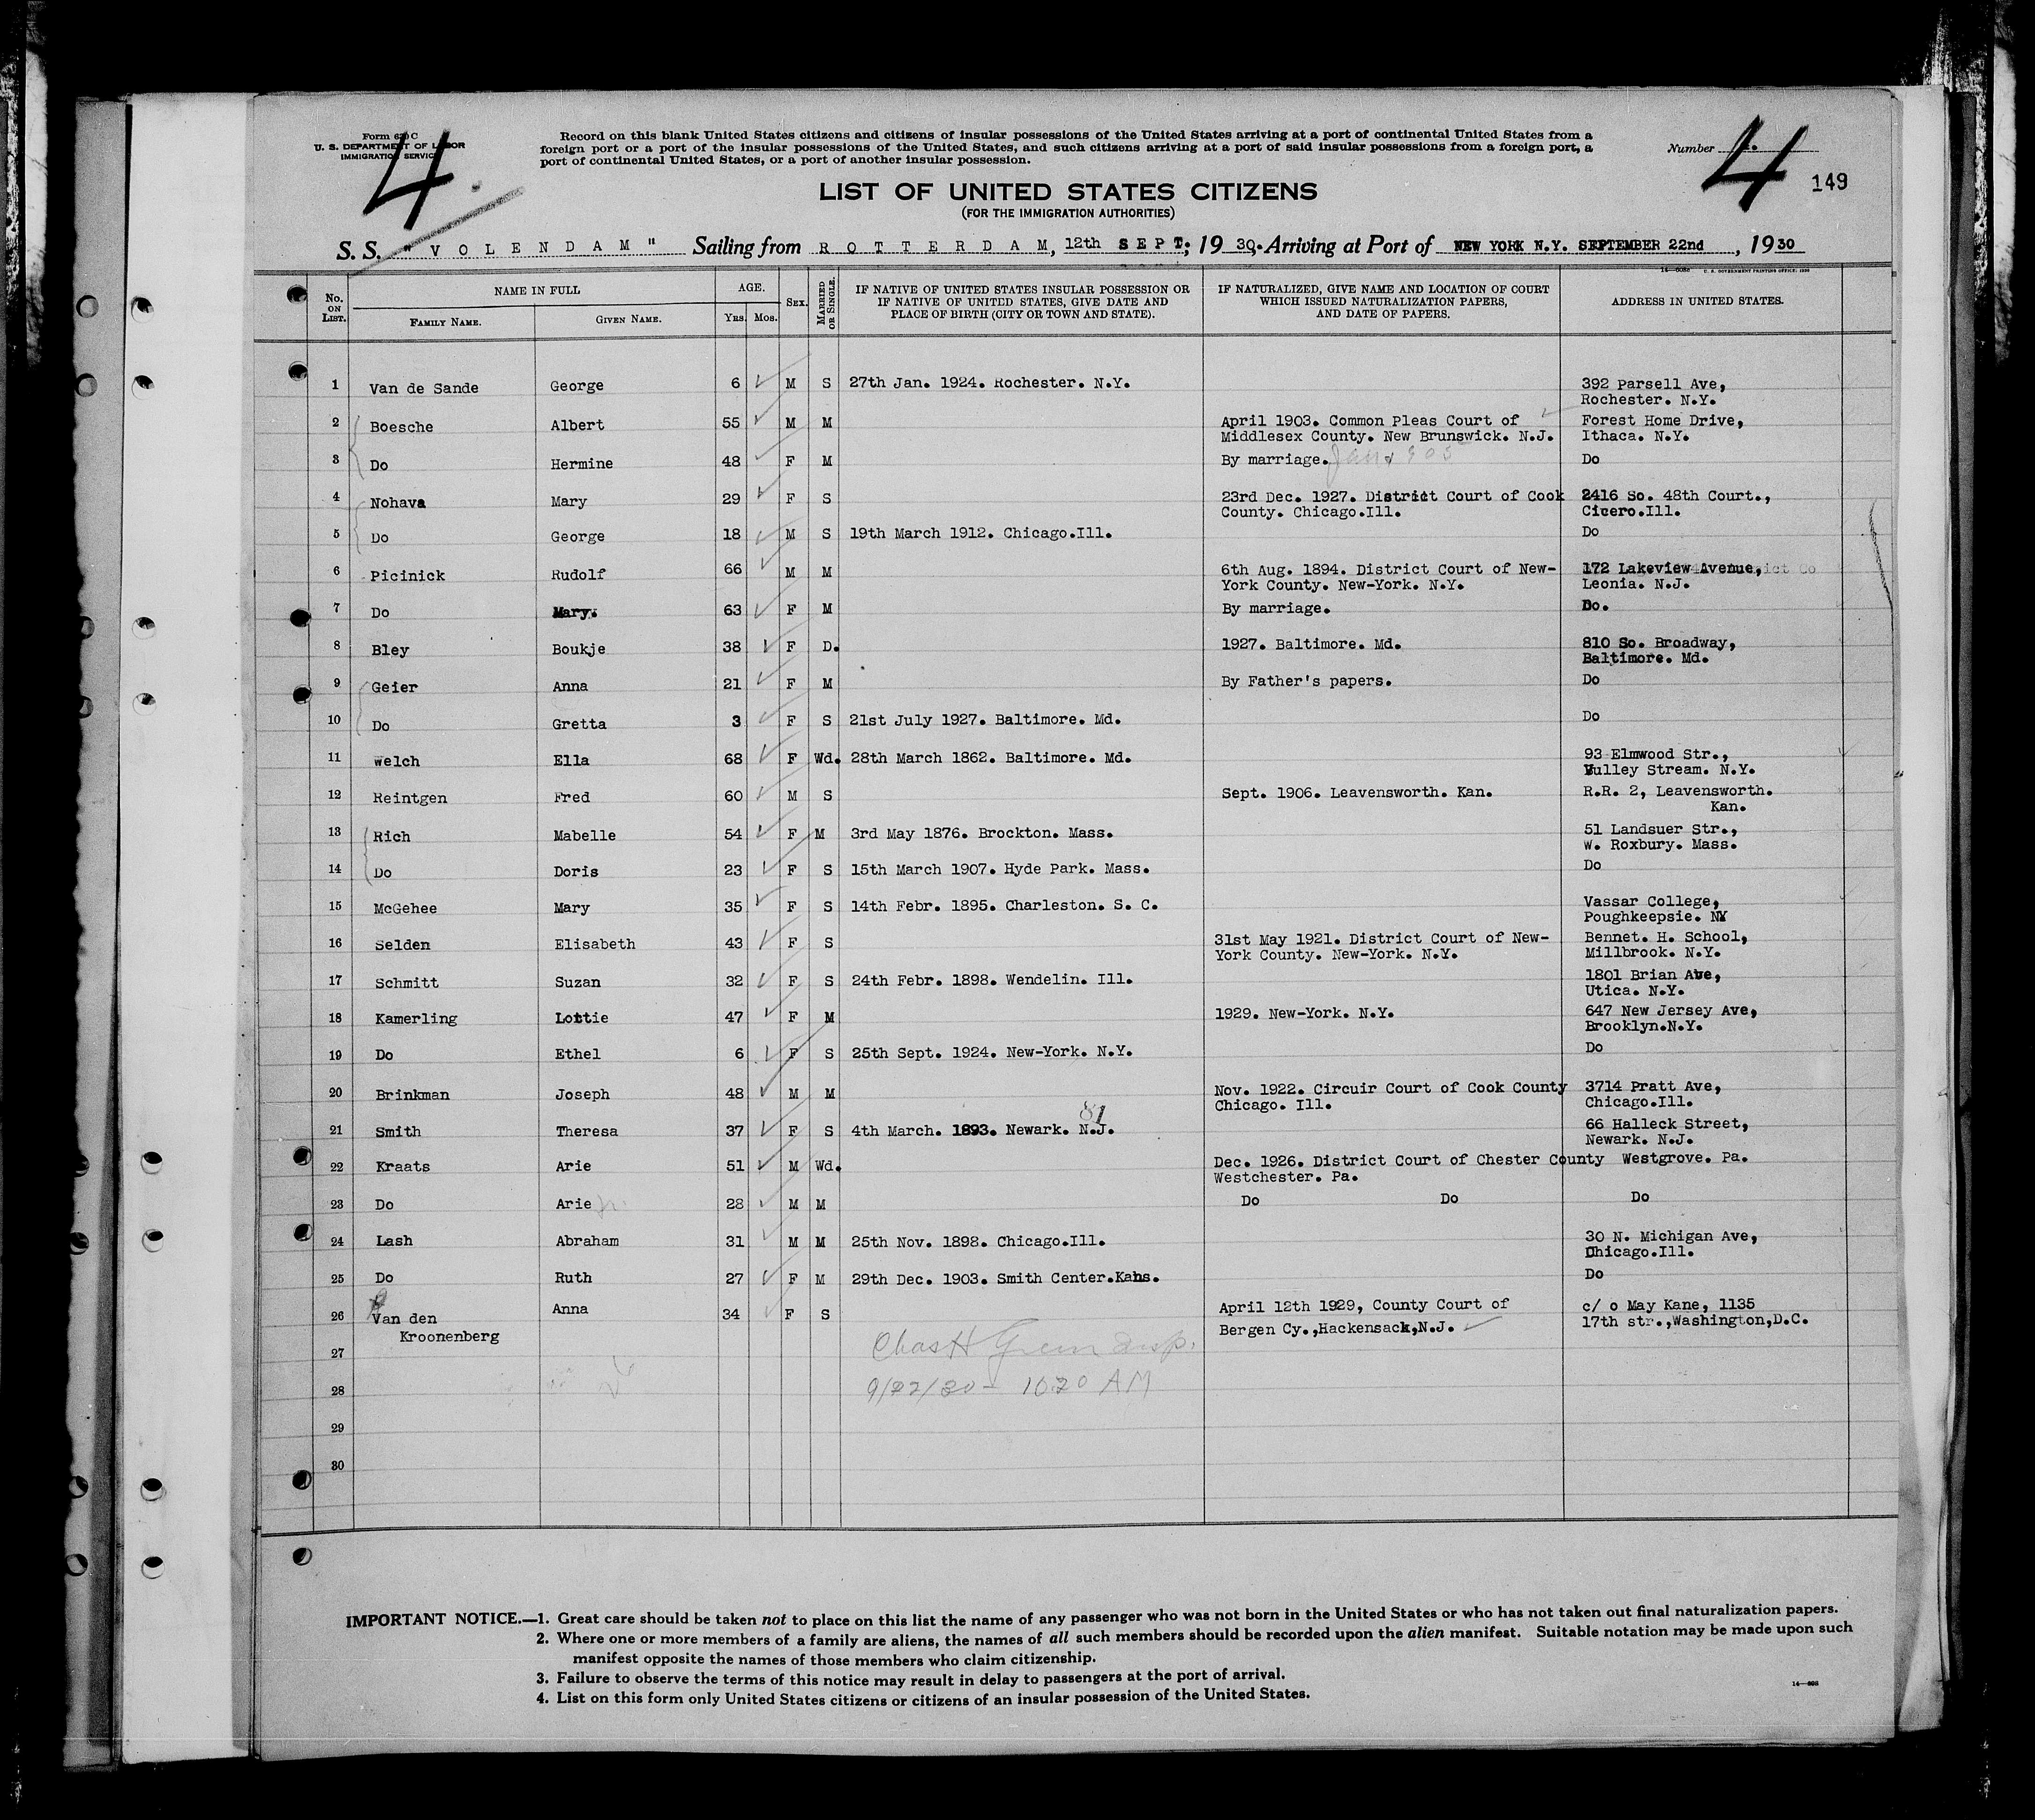 Form 630 C
U. S. DEPARTMENT OF LABOR
IMMIGRATION SERVICE
4
Record on this blank United States citizens and citizens of insular possessions of the United States arriving at a port of continental United States from a
foreign port or a port of the insular possessions of the United States, and such citizens arriving at a port of said insular possessions from a foreign port, a
port of continental United States, or a port of another insular possession.
Number 4
149
LIST OF UNITED STATES CITIZENS
(FOR THE IMMIGRATION AUTHORITIES)
S. S. "VOLENDAM" Sailing from ROTTERDAM, 12th SEPT; 19 30. Arriving at Port of NEW YORK N.Y. SEPTEMBER 22nd, 1930
U. S. GOVERNMENT PRINTING OFFICE: 1930
No. ON LIST. NAME IN FULL FAMILY NAME. GIVEN NAME. AGE. Yrs. Mos. SEX. MARRIED OR SINGLE. IF NATIVE OF UNITED STATES INSULAR POSSESSION OR IF NATIVE OF UNITED STATES, GIVE DATE AND PLACE OF BIRTH (CITY OR TOWN AND STATE). IF NATURALIZED, GIVE NAME AND LOCATION OF COURT WHICH ISSUED NATURALIZATION PAPERS, AND DATE OF PAPERS. ADDRESS IN UNITED STATES.
1 Van de Sande George 6 M S 27th Jan. 1924. Rochester. N.Y. 392 Parsell Ave,
Rochester. N.Y.
2 Boesche Albert 55 M M April 1903. Common Pleas Court of Forest Home Drive,
Middlesex County. New Brunswick. N.J. Ithaca. N.Y.
3 Do Hermine 48 F M By marriage. Do
4 Nohava Mary 29 F S 23rd Dec. 1927. District Court of Cook 2416 So. 48th Court.,
County. Chicago.Ill. Cicero.Ill.
5 Do George 18 M S 19th March 1912. Chicago.Ill. Do
6 Picinick Rudolf 66 M M 6th Aug. 1894. District Court of New- 172 Lakeview Avenue,
York County. New-York. N.Y. Leonia. N.J.
7 Do Mary. 63 F M By marriage. Do.
8 Bley Boukje 38 F D. 1927. Baltimore. Md. 810 So. Broadway,
Baltimore. Md.
9 Geier Anna 21 F M By Father's papers. Do
10 Do Gretta 3 F S 21st July 1927. Baltimore. Md. Do
11 Welch Ella 68 F Wd. 28th March 1862. Baltimore. Md. 93 Elmwood Str.,
Vulley Stream. N.Y.
12 Reintgen Fred 60 M S Sept. 1906. Leavensworth. Kan. R.R. 2, Leavensworth.
Kan.
13 Rich Mabelle 54 F M 3rd May 1876. Brockton. Mass. 51 Landsuer Str.,
W. Roxbury. Mass.
14 Do Doris 23 F S 15th March 1907. Hyde Park. Mass. Do
15 McGehee Mary 35 F S 14th Febr. 1895. Charleston. S. C. Vassar College,
Poughkeepsie. NY
16 Selden Elisabeth 43 F S 31st May 1921. District Court of New- Bennet. H. School,
York County. New-York. N.Y. Millbrook. N.Y.
17 Schmitt Suzan 32 F S 24th Febr. 1898. Wendelin. Ill. 1801 Brian Ave,
Utica. N.Y.
18 Kamerling Lottie 47 F M 1929. New-York. N.Y. 647 New Jersey Ave,
Brooklyn.N.Y.
19 Do Ethel 6 F S 25th Sept. 1924. New-York. N.Y. Do
20 Brinkman Joseph 48 M M Nov. 1922. Circuir Court of Cook County 3714 Pratt Ave,
Chicago. Ill. Chicago.Ill.
81
21 Smith Theresa 37 F S 4th March. 1893. Newark. N.J. 66 Halleck Street,
Newark. N.J.
22 Kraats Arie 51 M Wd. Dec. 1926. District Court of Chester County Westgrove. Pa.
Westchester. Pa.
23 Do Arie jr. 28 M M Do Do Do
24 Lash Abraham 31 M M 25th Nov. 1898. Chicago.Ill. 30 N. Michigan Ave,
Chicago.Ill.
25 Do Ruth 27 F M 29th Dec. 1903. Smith Center.Kans. Do
26 Van den Anna 34 F S April 12th 1929, County Court of c/ o May Kane, 1135
Kroonenberg Bergen Cy.,Hackensack,N.J. 17th str.,Washington,D.C.
27 Chas H Green Insp.
28 9/22/30 - 10 20 AM
29
30
IMPORTANT NOTICE.—1. Great care should be taken not to place on this list the name of any passenger who was not born in the United States or who has not taken out final naturalization papers.
2. Where one or more members of a family are aliens, the names of all such members should be recorded upon the alien manifest. Suitable notation may be made upon such
manifest opposite the names of those members who claim citizenship.
3. Failure to observe the terms of this notice may result in delay to passengers at the port of arrival.
4. List on this form only United States citizens or citizens of an insular possession of the United States.